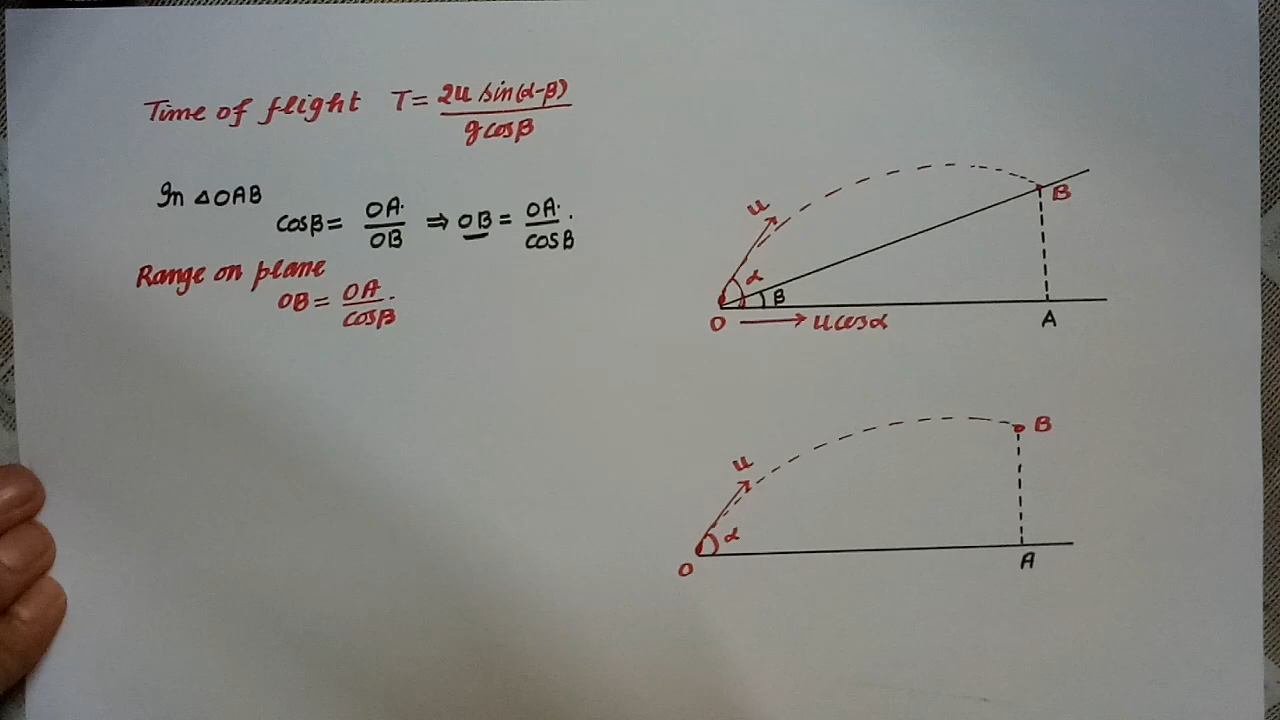 Time of flight T = 2u sin(α-β) / g cosβ
In △OAB
cosβ = OA / OB ⇒ OB = OA / cosβ
Range on plane
OB = OA / cosβ
u
α
β
B
O → u cosα
A
u
α
B
O
A